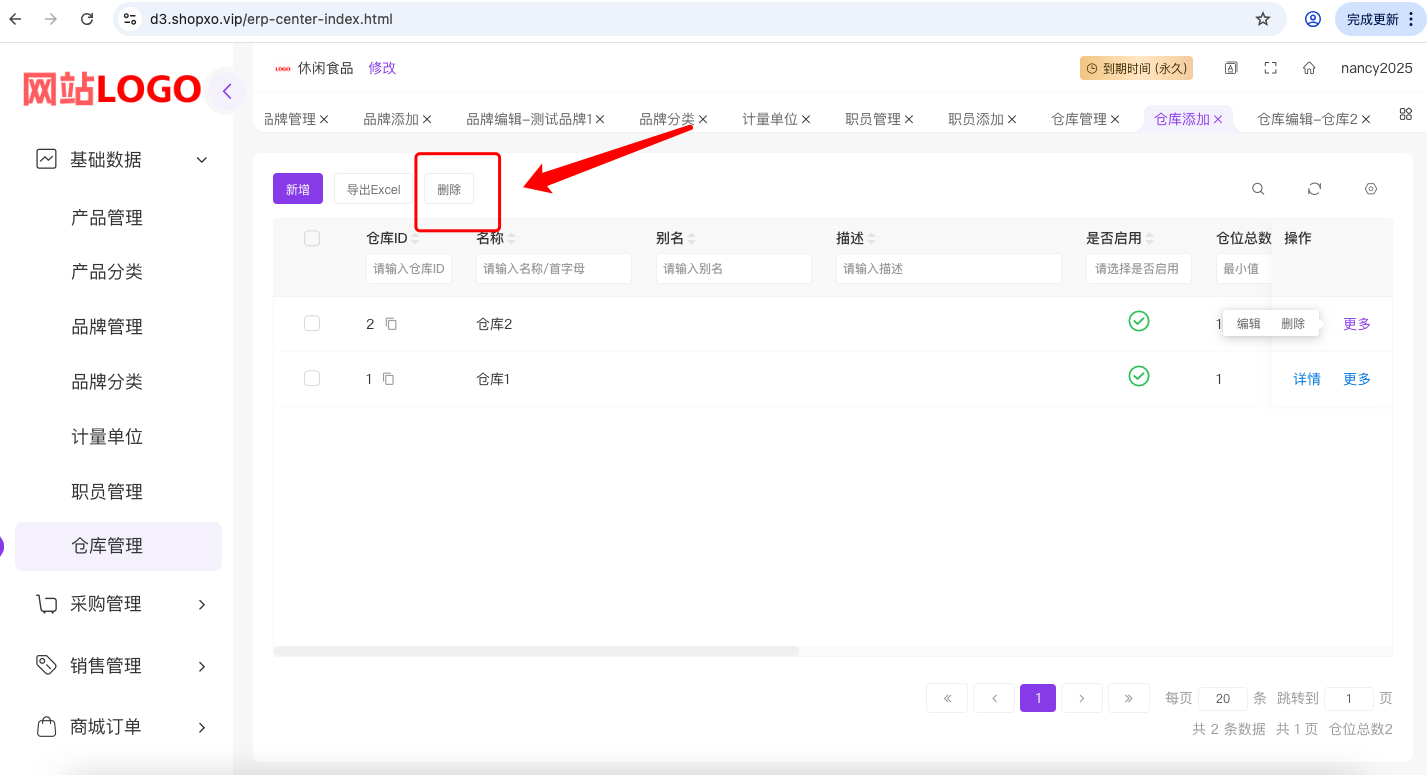 d3.shopxo.vip/erp-center-index.html 完成更新
网站LOGO
LOGO 休闲食品 修改 到期时间 (永久) nancy2025
品牌管理 品牌添加 品牌编辑-测试品牌1 品牌分类 计量单位 职员管理 职员添加 仓库管理 仓库添加 仓库编辑-仓库2
基础数据
产品管理
产品分类
品牌管理
品牌分类
计量单位
职员管理
仓库管理
采购管理
销售管理
商城订单
新增 导出Excel 删除
仓库ID 名称 别名 描述 是否启用 仓位总数 操作
请输入仓库ID 请输入名称/首字母 请输入别名 请输入描述 请选择是否启用 最小值
2 仓库2 1 编辑 删除 更多
1 仓库1 1 详情 更多
« ‹ 1 › » 每页 20 条 跳转到 1 页
共 2 条数据 共 1 页 仓位总数2